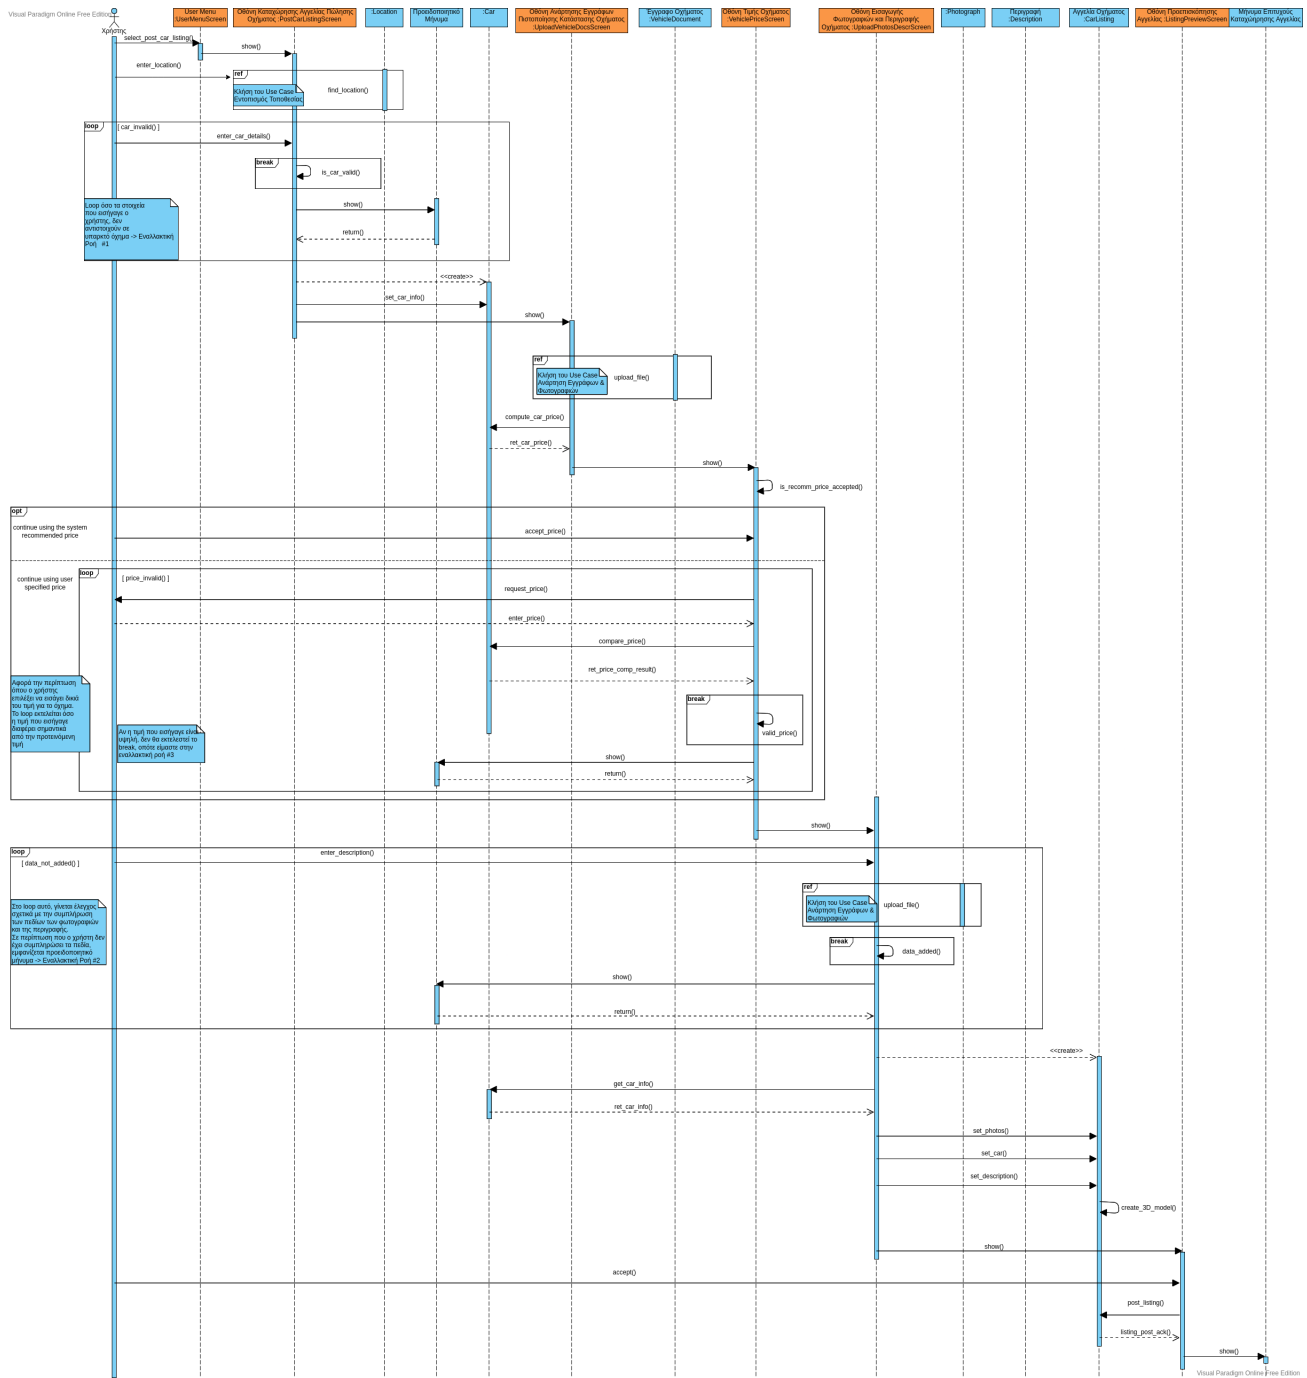 Visual Paradigm Online Free Edition
Χρήστης
User Menu
:UserMenuScreen
Οθόνη Καταχώρησης Αγγελίας Πώλησης
Οχήματος :PostCarListingScreen
:Location
Προειδοποιητικό
Μήνυμα
:Car
Οθόνη Ανάρτησης Εγγράφων
Πιστοποίησης Κατάστασης Οχήματος
:UploadVehicleDocsScreen
Έγγραφο Οχήματος
:VehicleDocument
Οθόνη Τιμής Οχήματος
:VehiclePriceScreen
Οθόνη Εισαγωγής
Φωτογραφιών και Περιγραφής
Οχήματος :UploadPhotosDescrScreen
:Photograph
Περιγραφή
:Description
Αγγελία Οχήματος
:CarListing
Οθόνη Προεπισκόπησης
Αγγελίας :ListingPreviewScreen
Μήνυμα Επιτυχούς
Καταχώρησης Αγγελίας
select_post_car_listing()
show()
enter_location()
ref
Κλήση του Use Case
Εντοπισμός Τοποθεσίας
find_location()
loop
[ car_invalid() ]
enter_car_details()
break
is_car_valid()
Loop όσο τα στοιχεία
που εισήγαγε ο
χρήστης, δεν
αντιστοιχούν σε
υπαρκτό όχημα -> Εναλλακτική
Ροή #1
show()
return()
<<create>>
set_car_info()
show()
ref
Κλήση του Use Case
Ανάρτηση Εγγράφων &
Φωτογραφιών
upload_file()
compute_car_price()
ret_car_price()
show()
is_recomm_price_accepted()
opt
continue using the system
recommended price
accept_price()
continue using user
specified price
loop
[ price_invalid() ]
request_price()
enter_price()
compare_price()
ret_price_comp_result()
Αφορά την περίπτωση
όπου ο χρήστης
επιλέξει να εισάγει δικιά
του τιμή για το όχημα.
Το loop εκτελείται όσο
η τιμή που εισήγαγε
διαφέρει σημαντικά
από την προτεινόμενη
τιμή
break
valid_price()
Αν η τιμή που εισήγαγε είναι
υψηλή, δεν θα εκτελεστεί το
break, οπότε είμαστε στην
εναλλακτική ροή #3
show()
return()
show()
loop
[ data_not_added() ]
enter_description()
ref
Κλήση του Use Case
Ανάρτηση Εγγράφων &
Φωτογραφιών
upload_file()
Στο loop αυτό, γίνεται έλεγχος
σχετικά με την συμπλήρωση
των πεδίων των φωτογραφιών
και της περιγραφής.
Σε περίπτωση που ο χρήστη δεν
έχει συμπληρώσει τα πεδία,
εμφανίζεται προειδοποιητικό
μήνυμα -> Εναλλακτική Ροή #2
break
data_added()
show()
return()
<<create>>
get_car_info()
ret_car_info()
set_photos()
set_car()
set_description()
create_3D_model()
show()
accept()
post_listing()
listing_post_ack()
show()
Visual Paradigm Online Free Edition